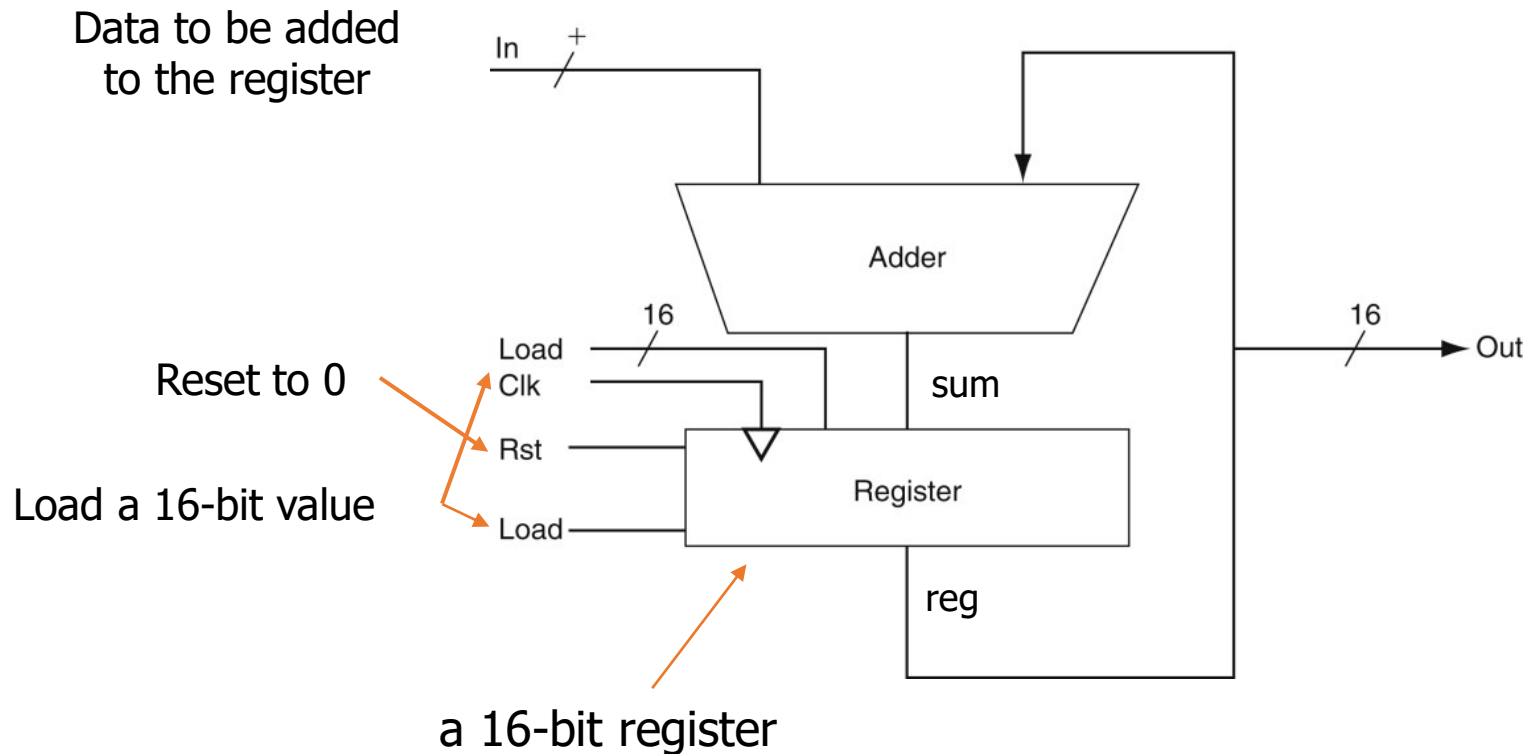 Data to be added
to the register
In
+
Adder
16
Load
Clk
Rst
Load
Reset to 0
Load a 16-bit value
sum
16
Out
Register
reg
a 16-bit register